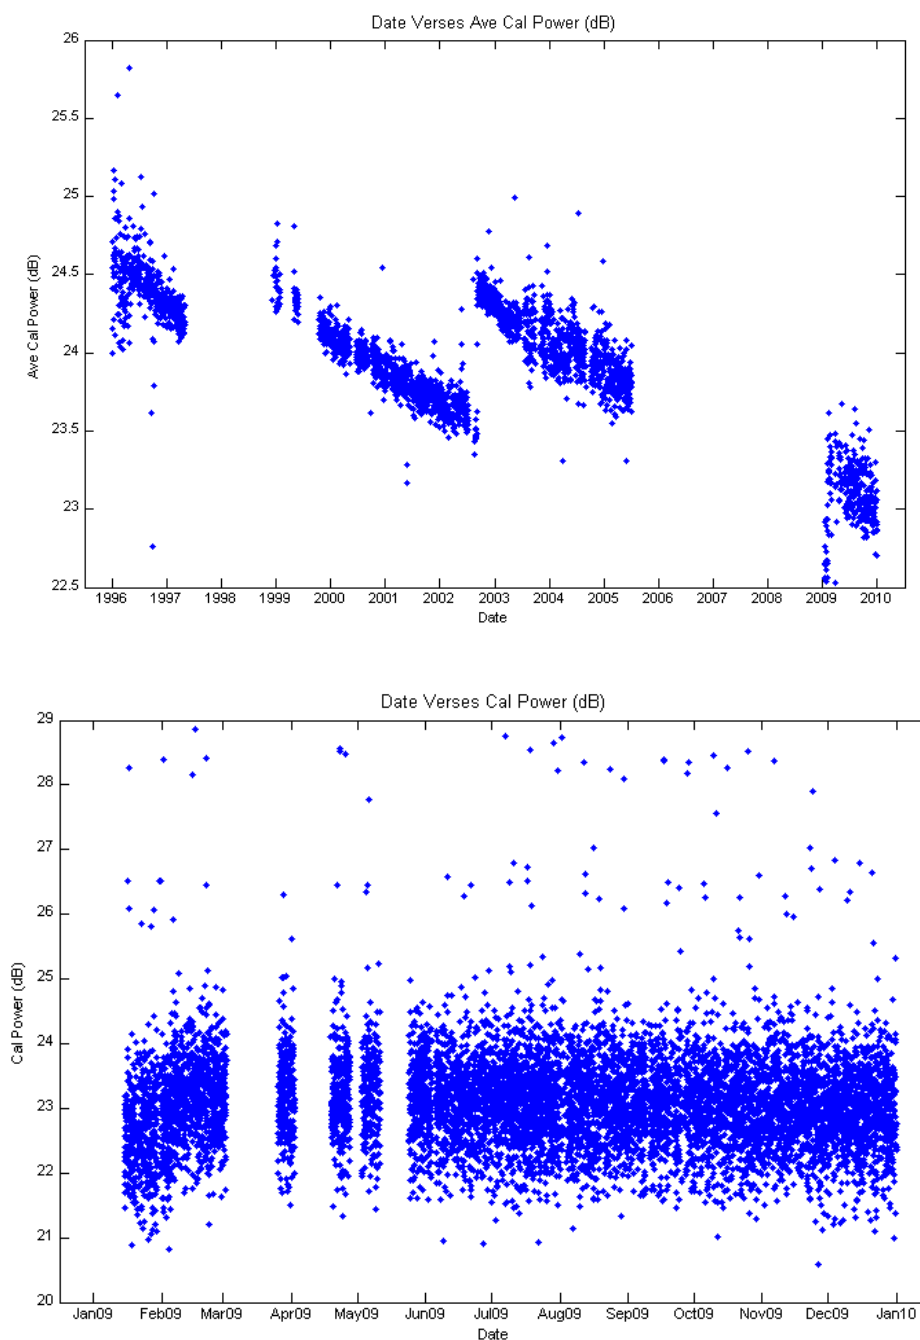 Date Verses Ave Cal Power (dB)
26
25.5
25
24.5
24
23.5
23
22.5
Ave Cal Power (dB)
1996 1997 1998 1999 2000 2001 2002 2003 2004 2005 2006 2007 2008 2009 2010
Date
Date Verses Cal Power (dB)
29
28
27
26
25
24
23
22
21
20
Cal Power (dB)
Jan09 Feb09 Mar09 Apr09 May09 Jun09 Jul09 Aug09 Sep09 Oct09 Nov09 Dec09 Jan10
Date